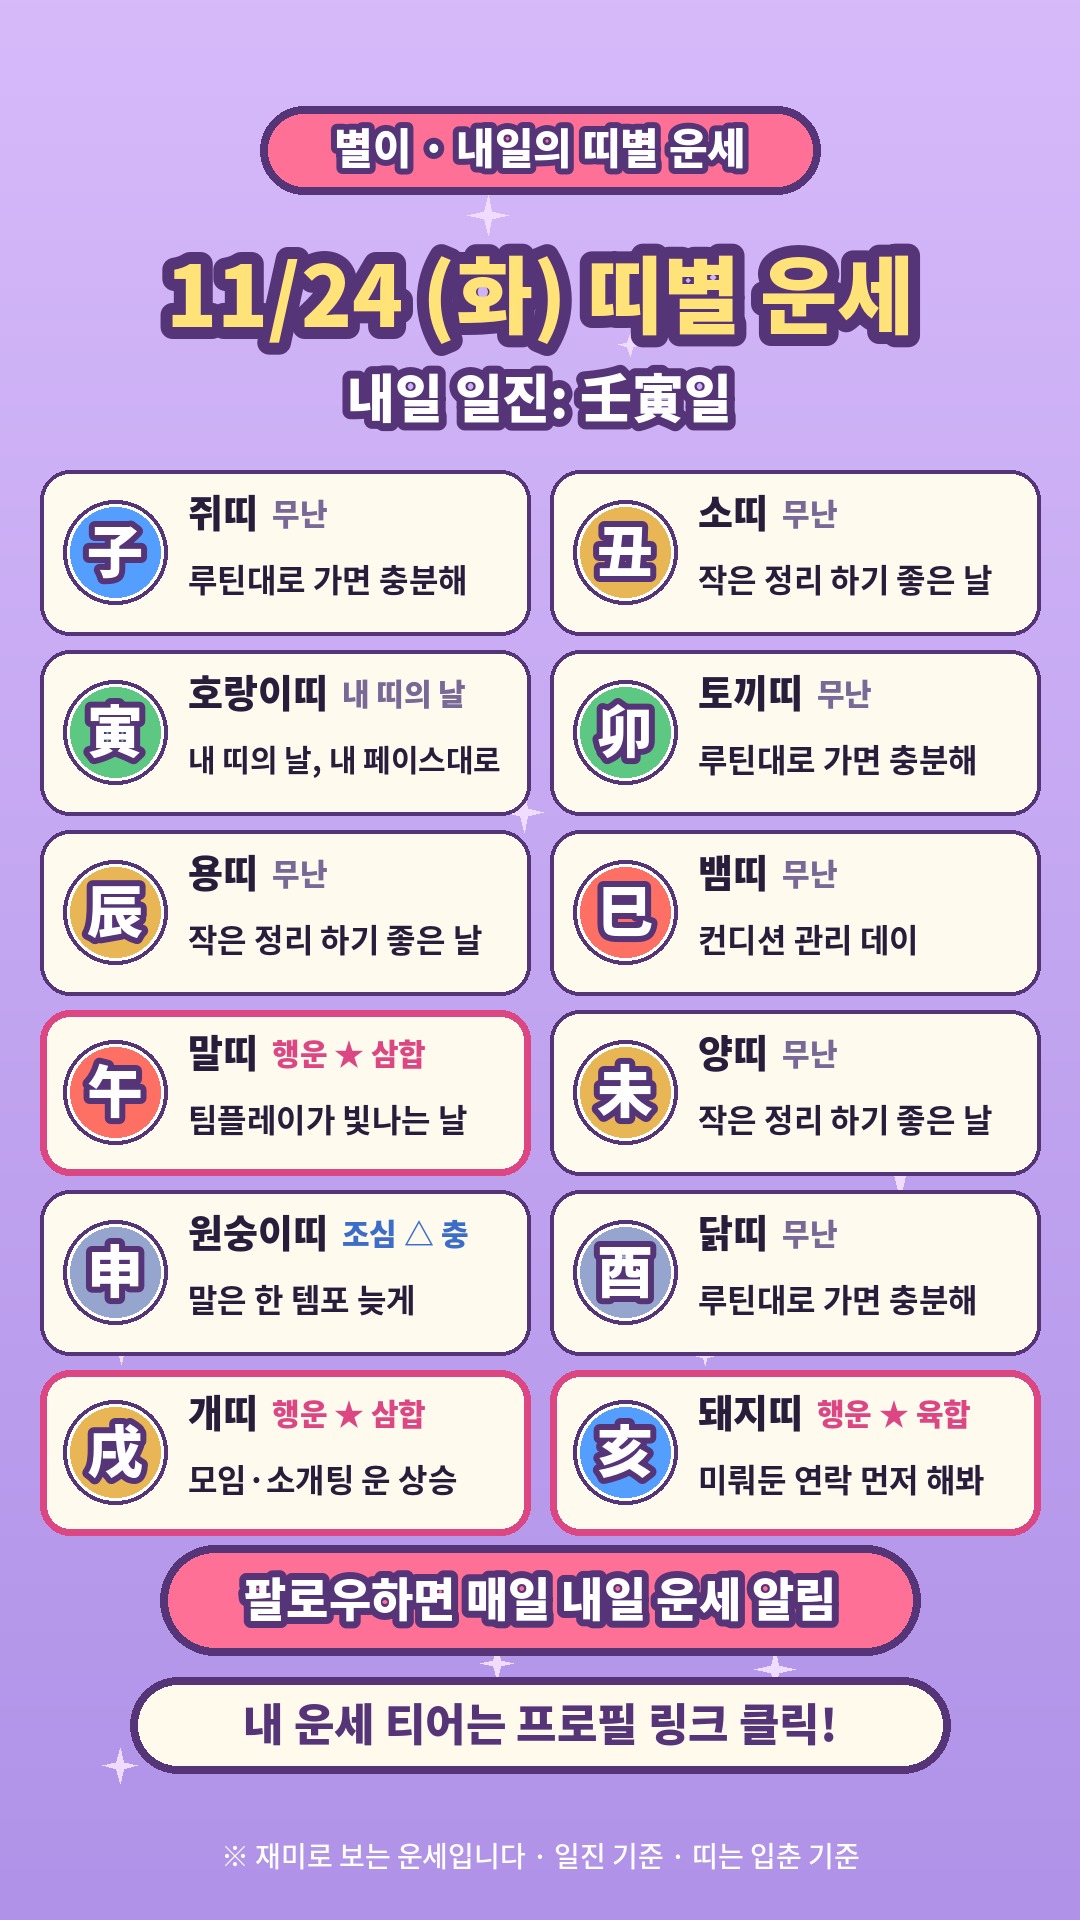 별이 • 내일의 띠별 운세
11/24 (화) 띠별 운세
내일 일진: 壬寅일
子
쥐띠 무난
루틴대로 가면 충분해
丑
소띠 무난
작은 정리 하기 좋은 날
寅
호랑이띠 내 띠의 날
내 띠의 날, 내 페이스대로
卯
토끼띠 무난
루틴대로 가면 충분해
辰
용띠 무난
작은 정리 하기 좋은 날
巳
뱀띠 무난
컨디션 관리 데이
午
말띠 행운 ★ 삼합
팀플레이가 빛나는 날
未
양띠 무난
작은 정리 하기 좋은 날
申
원숭이띠 조심 △ 충
말은 한 템포 늦게
酉
닭띠 무난
루틴대로 가면 충분해
戌
개띠 행운 ★ 삼합
모임·소개팅 운 상승
亥
돼지띠 행운 ★ 육합
미뤄둔 연락 먼저 해봐
팔로우하면 매일 내일 운세 알림
내 운세 티어는 프로필 링크 클릭!
※ 재미로 보는 운세입니다 · 일진 기준 · 띠는 입춘 기준